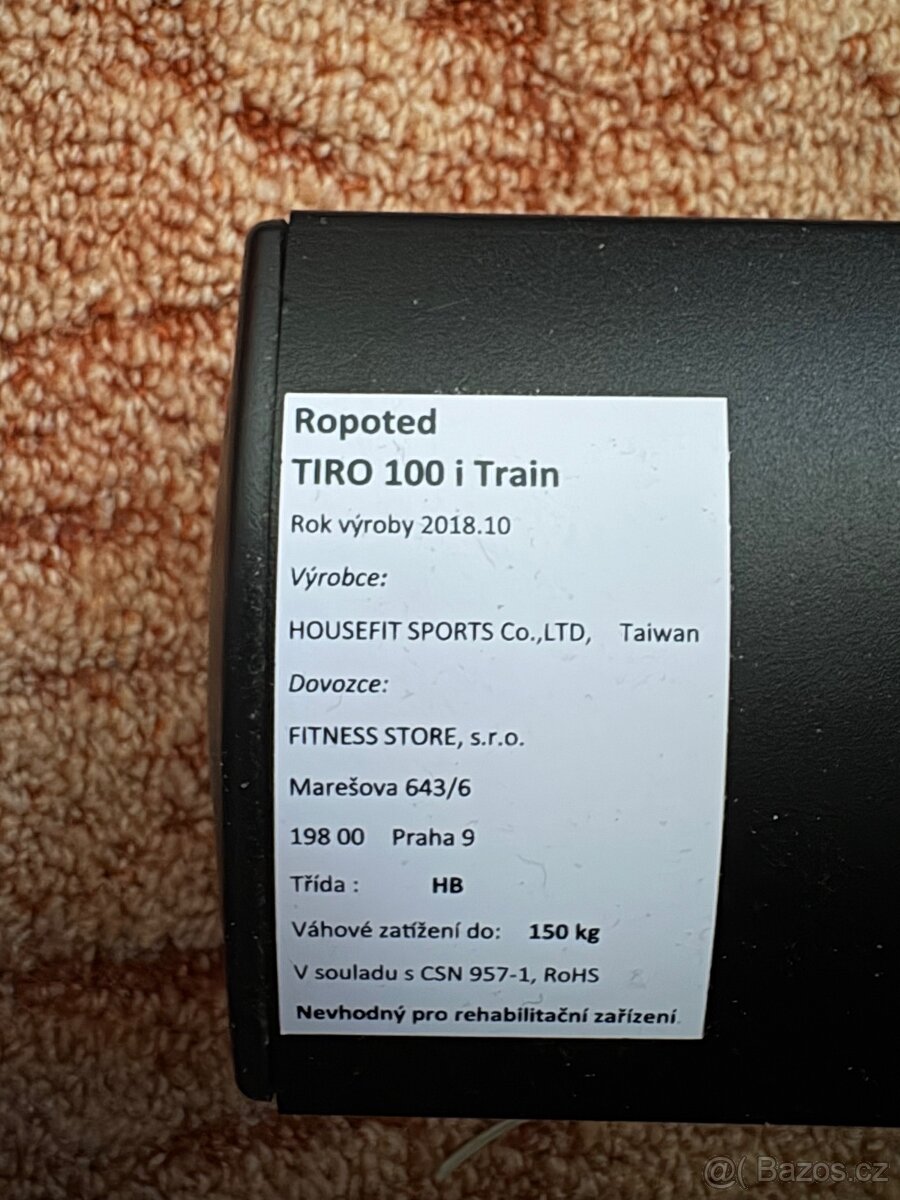 Ropoted
TIRO 100 i Train
Rok výroby 2018.10
Výrobce:
HOUSEFIT SPORTS Co.,LTD, Taiwan
Dovozce:
FITNESS STORE, s.r.o.
Marešova 643/6
198 00 Praha 9
Třída : HB
Váhové zatížení do: 150 kg
V souladu s CSN 957-1, RoHS
Nevhodný pro rehabilitační zařízení.
@( Bazos.cz